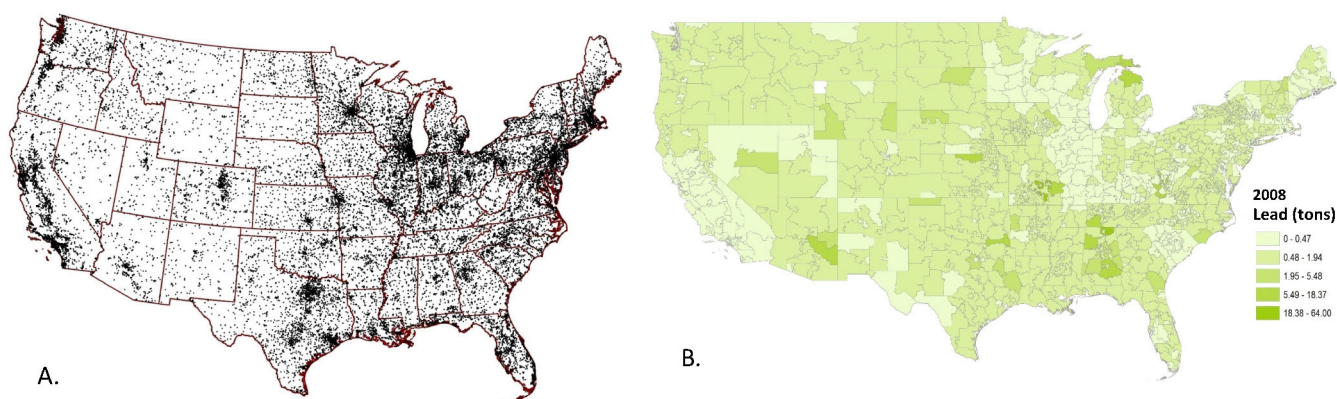 A.
B.
2008
Lead (tons)
0 - 0.47
0.48 - 1.94
1.95 - 5.48
5.49 - 18.37
18.38 - 64.00